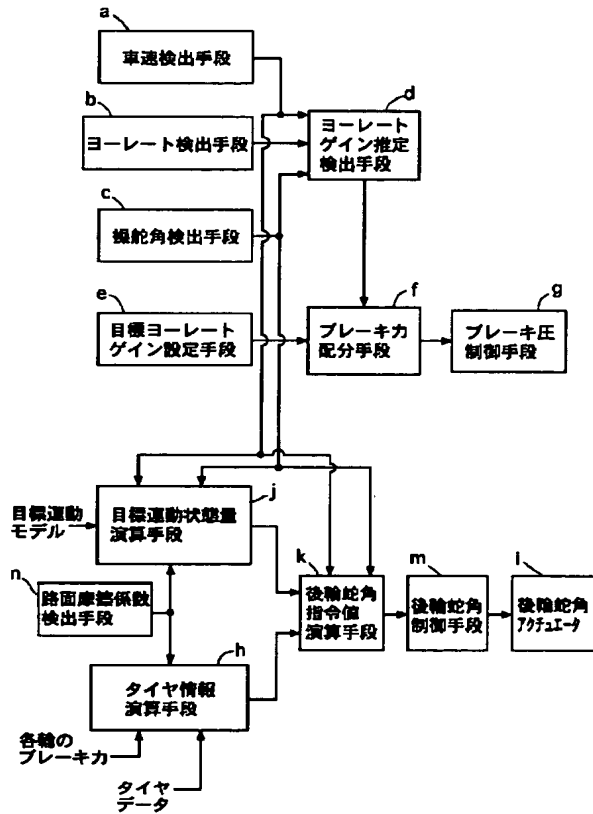 a
車速検出手段
b
ヨーレート検出手段
c
操舵角検出手段
d
ヨーレート
ゲイン推定
検出手段
e
目標ヨーレート
ゲイン設定手段
f
ブレーキ力
配分手段
g
ブレーキ圧
制御手段
目標運動
モデル
j
目標運動状態量
演算手段
n
路面摩擦係数
検出手段
k
後輪蛇角
指令値
演算手段
m
後輪蛇角
制御手段
i
後輪蛇角
アクチュエータ
h
タイヤ情報
演算手段
各輪の
ブレーキ力
タイヤ
データ